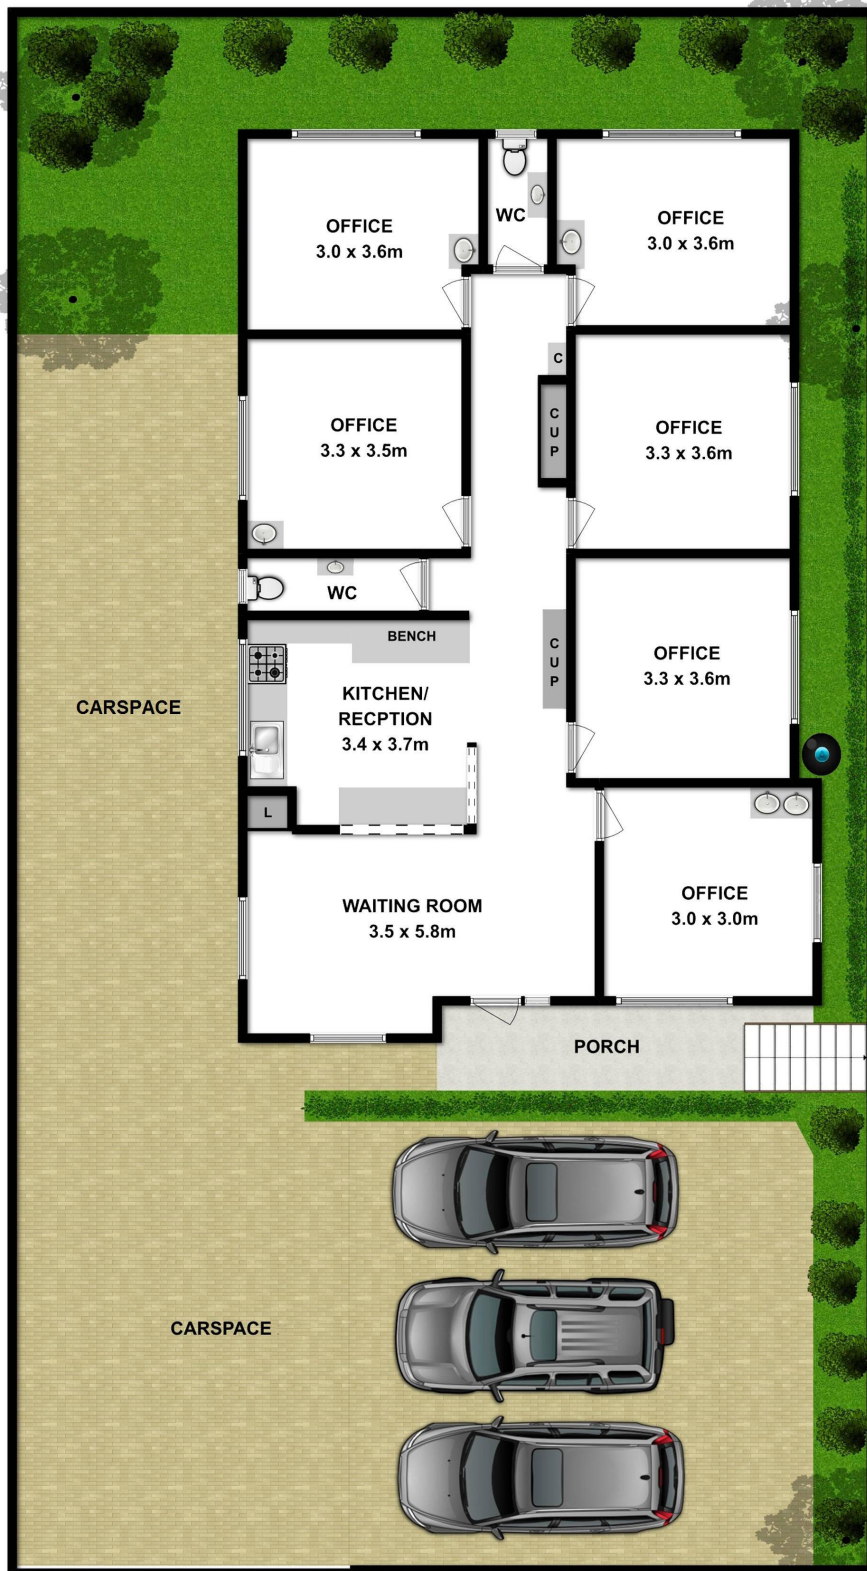 OFFICE
3.0 x 3.6m
WC
OFFICE
3.0 x 3.6m
C
CUP
OFFICE
3.3 x 3.5m
OFFICE
3.3 x 3.6m
WC
BENCH
CUP
OFFICE
3.3 x 3.6m
KITCHEN/
RECPTION
3.4 x 3.7m
CARSPACE
L
WAITING ROOM
3.5 x 5.8m
OFFICE
3.0 x 3.0m
PORCH
CARSPACE